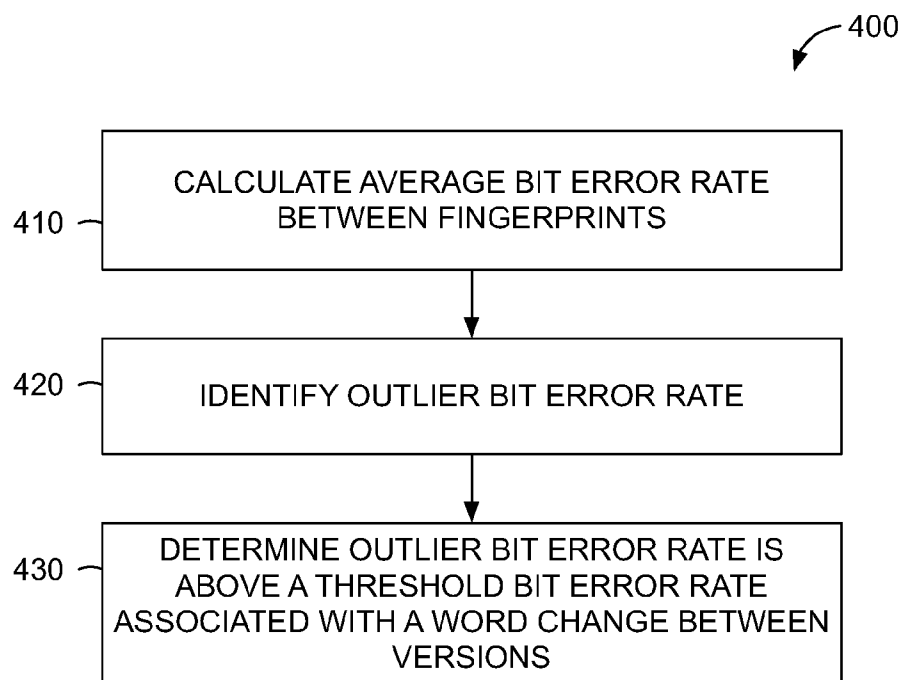 400
CALCULATE AVERAGE BIT ERROR RATE
BETWEEN FINGERPRINTS
410
420
IDENTIFY OUTLIER BIT ERROR RATE
430
DETERMINE OUTLIER BIT ERROR RATE IS
ABOVE A THRESHOLD BIT ERROR RATE
ASSOCIATED WITH A WORD CHANGE BETWEEN
VERSIONS